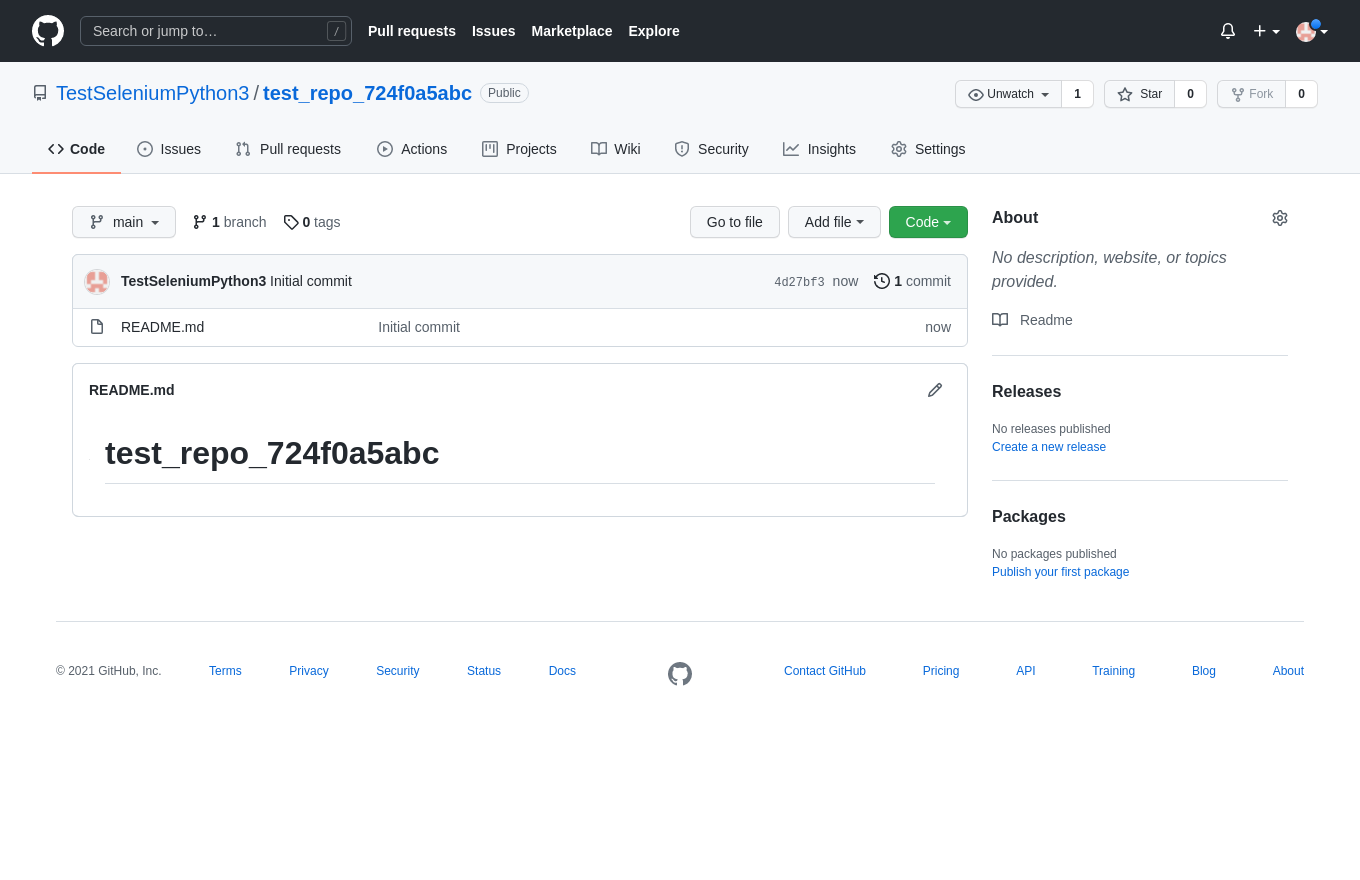 Search or jump to… /
Pull requests Issues Marketplace Explore
TestSeleniumPython3 / test_repo_724f0a5abc Public
Unwatch 1 Star 0 Fork 0
Code Issues Pull requests Actions Projects Wiki Security Insights Settings
main 1 branch 0 tags Go to file Add file Code
TestSeleniumPython3 Initial commit 4d27bf3 now 1 commit
README.md Initial commit now
README.md
test_repo_724f0a5abc
About
No description, website, or topics
provided.
Readme
Releases
No releases published
Create a new release
Packages
No packages published
Publish your first package
© 2021 GitHub, Inc. Terms Privacy Security Status Docs Contact GitHub Pricing API Training Blog About